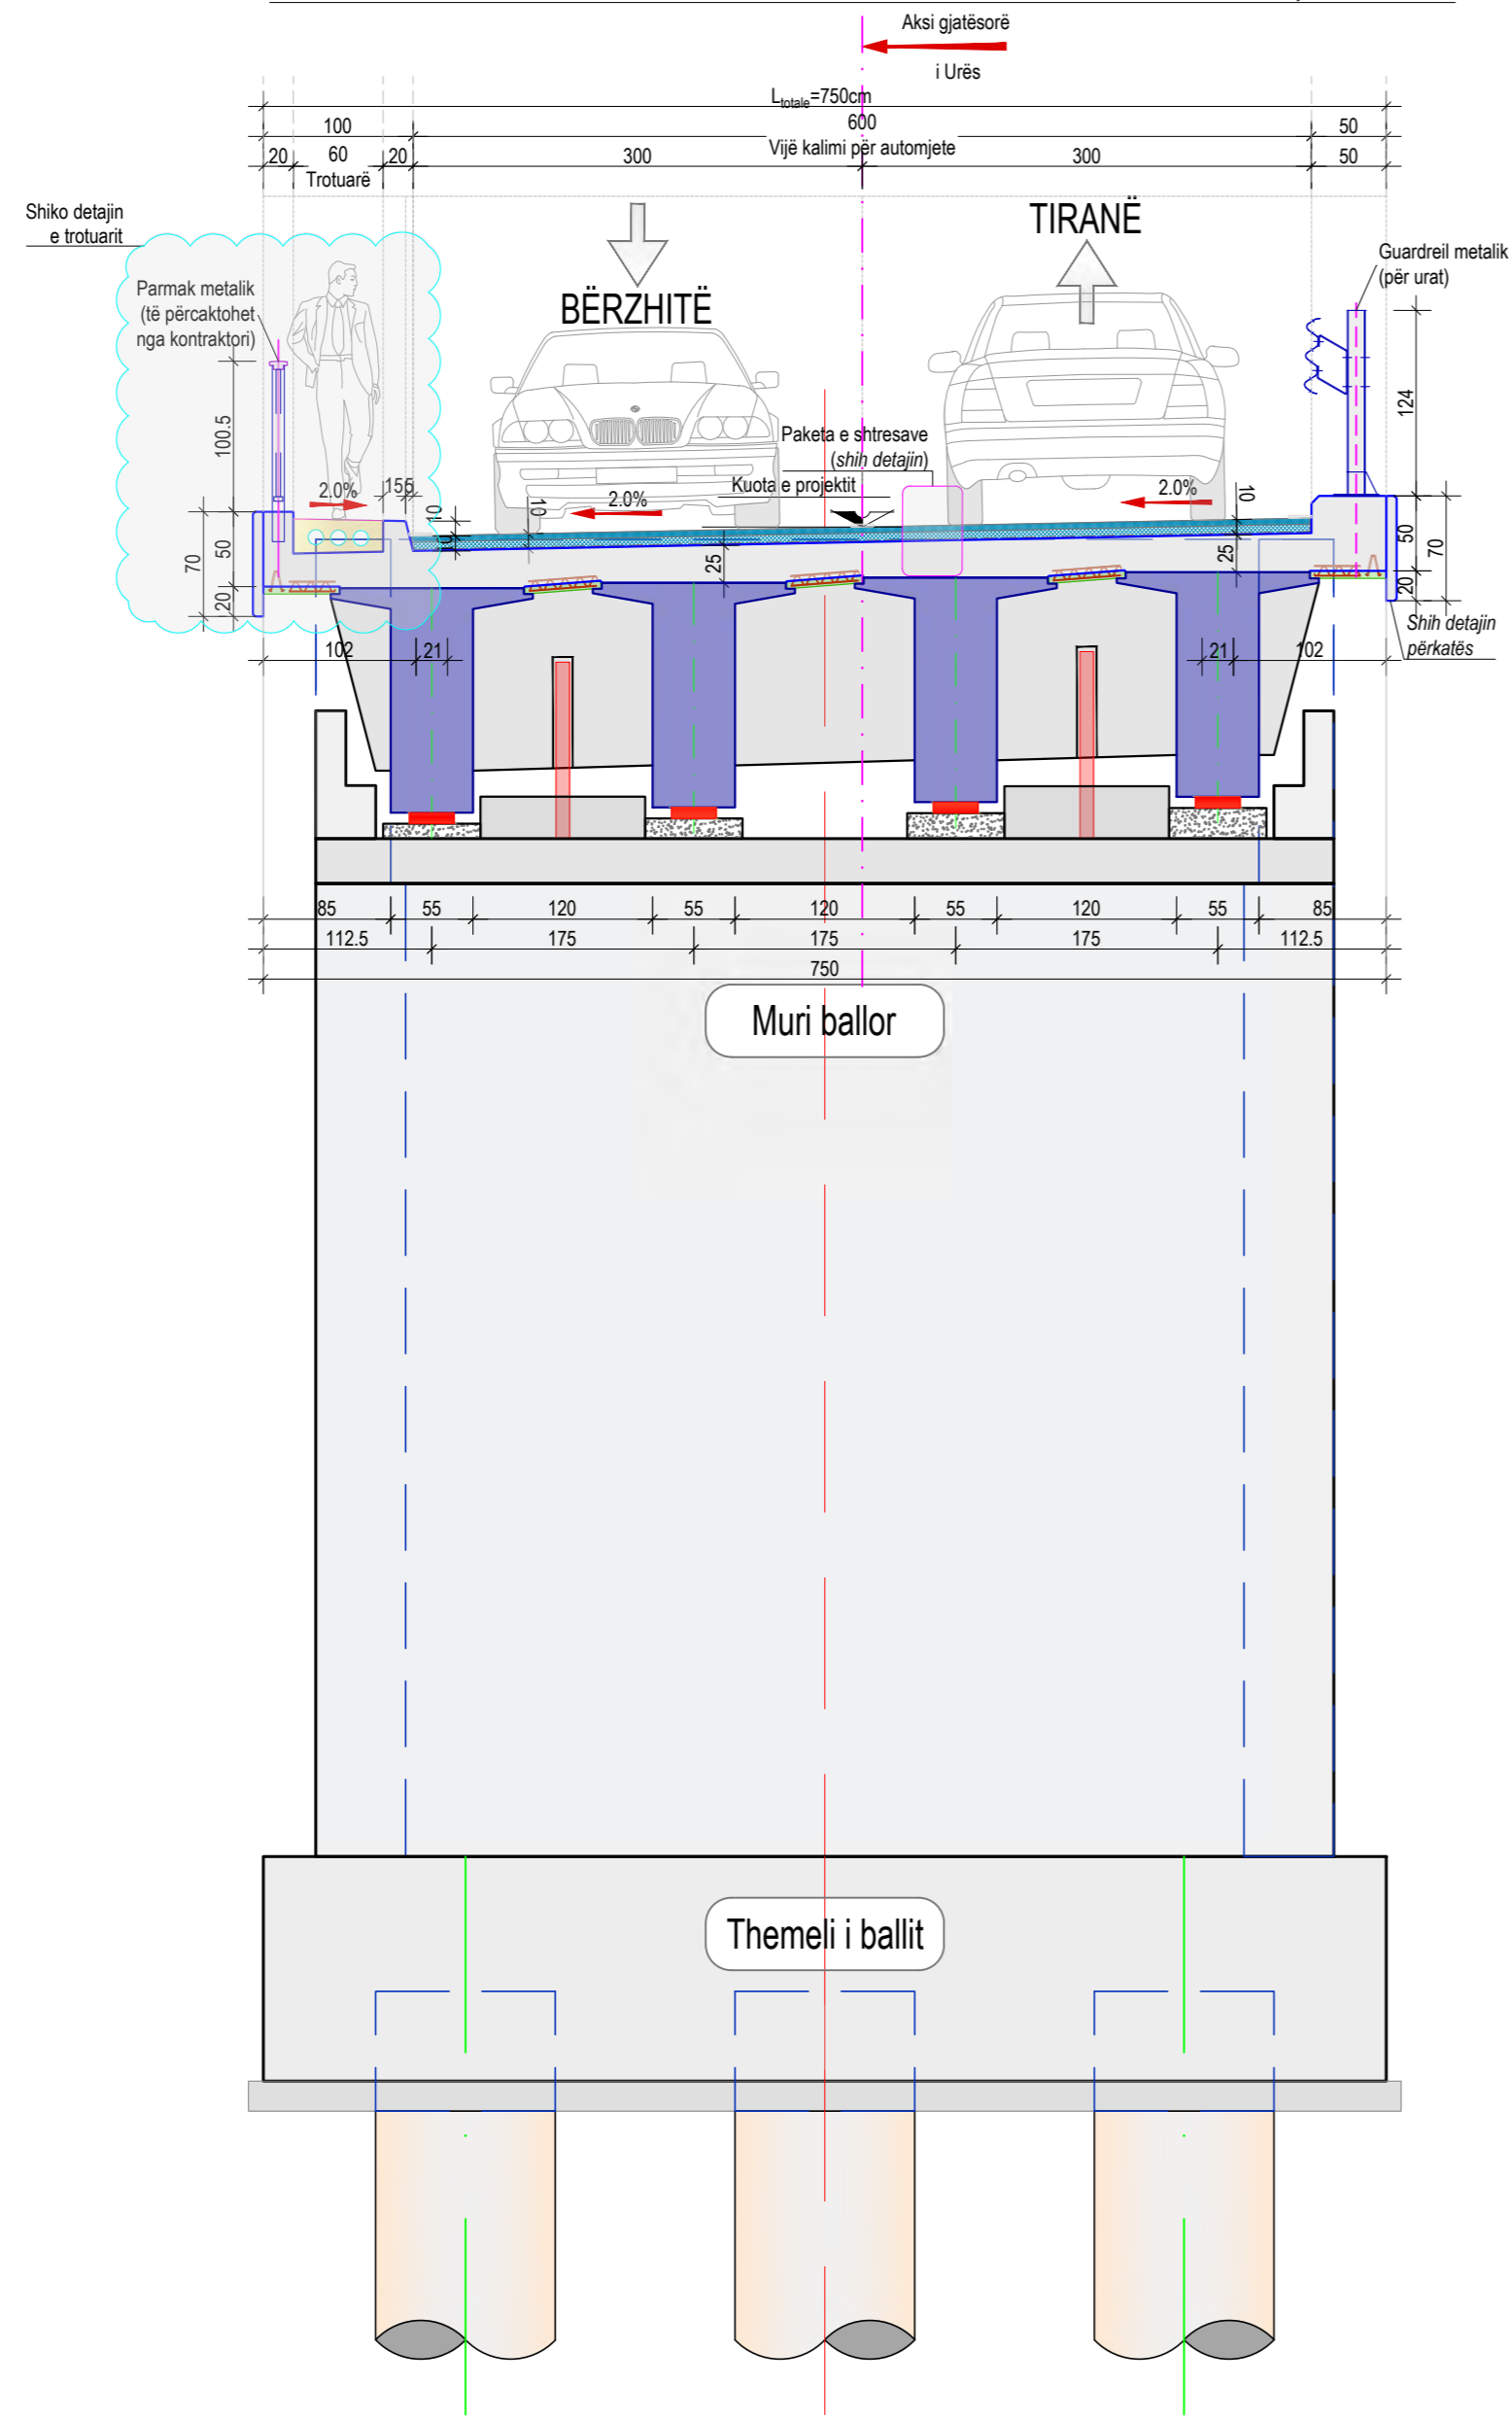 Aksi gjatësorë
i Urës
Ltotale=750cm
100
600
50
20
60
20
300
Vijë kalimi për automjete
300
50
Trotuarë
Shiko detajin
e trotuarit
TIRANË
BËRZHITË
Guardreil metalik
(për urat)
Parmak metalik
(të përcaktohet
nga kontraktori)
124
100.5
Paketa e shtresave
(shih detajin)
Kuota e projektit
2.0%
155
10
10
2.0%
2.0%
10
70
50
20
25
25
50
70
20
Shih detajin
përkatës
102
21
21
102
85
55
120
55
120
55
120
55
85
112.5
175
175
175
112.5
750
Muri ballor
Themeli i ballit